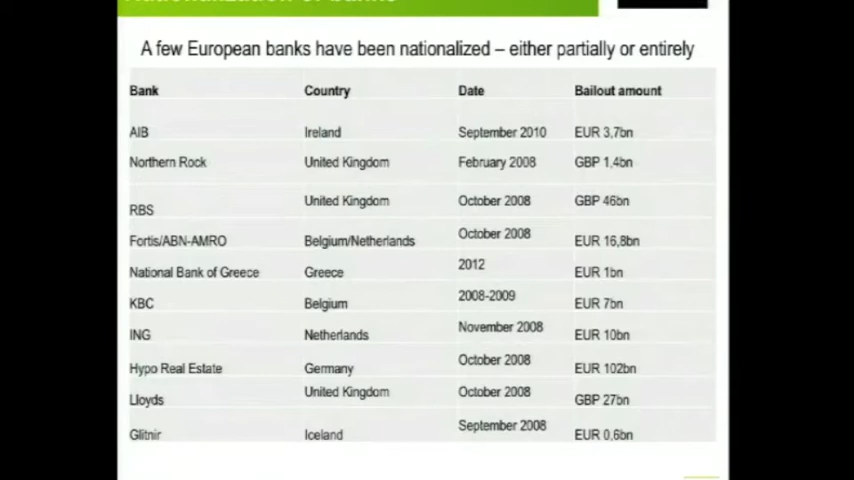 Nationalization of banks
A few European banks have been nationalized – either partially or entirely
Bank Country Date Bailout amount
AIB Ireland September 2010 EUR 3,7bn
Northern Rock United Kingdom February 2008 GBP 1,4bn
RBS United Kingdom October 2008 GBP 46bn
Fortis/ABN-AMRO Belgium/Netherlands October 2008 EUR 16,8bn
National Bank of Greece Greece 2012 EUR 1bn
KBC Belgium 2008-2009 EUR 7bn
ING Netherlands November 2008 EUR 10bn
Hypo Real Estate Germany October 2008 EUR 102bn
Lloyds United Kingdom October 2008 GBP 27bn
Glitnir Iceland September 2008 EUR 0,6bn